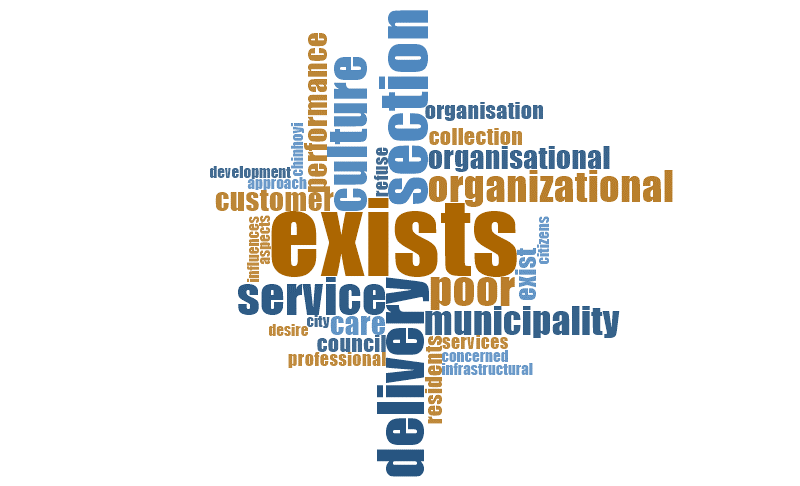 section
performance
culture
organisation
chinhoyi
collection
refuse
organisational
development
approach
organizational
customer
exists
influences
aspects
citizens
exist
service
delivery
poor
municipality
city
care
desire
council
services
residents
professional
concerned
infrastructural